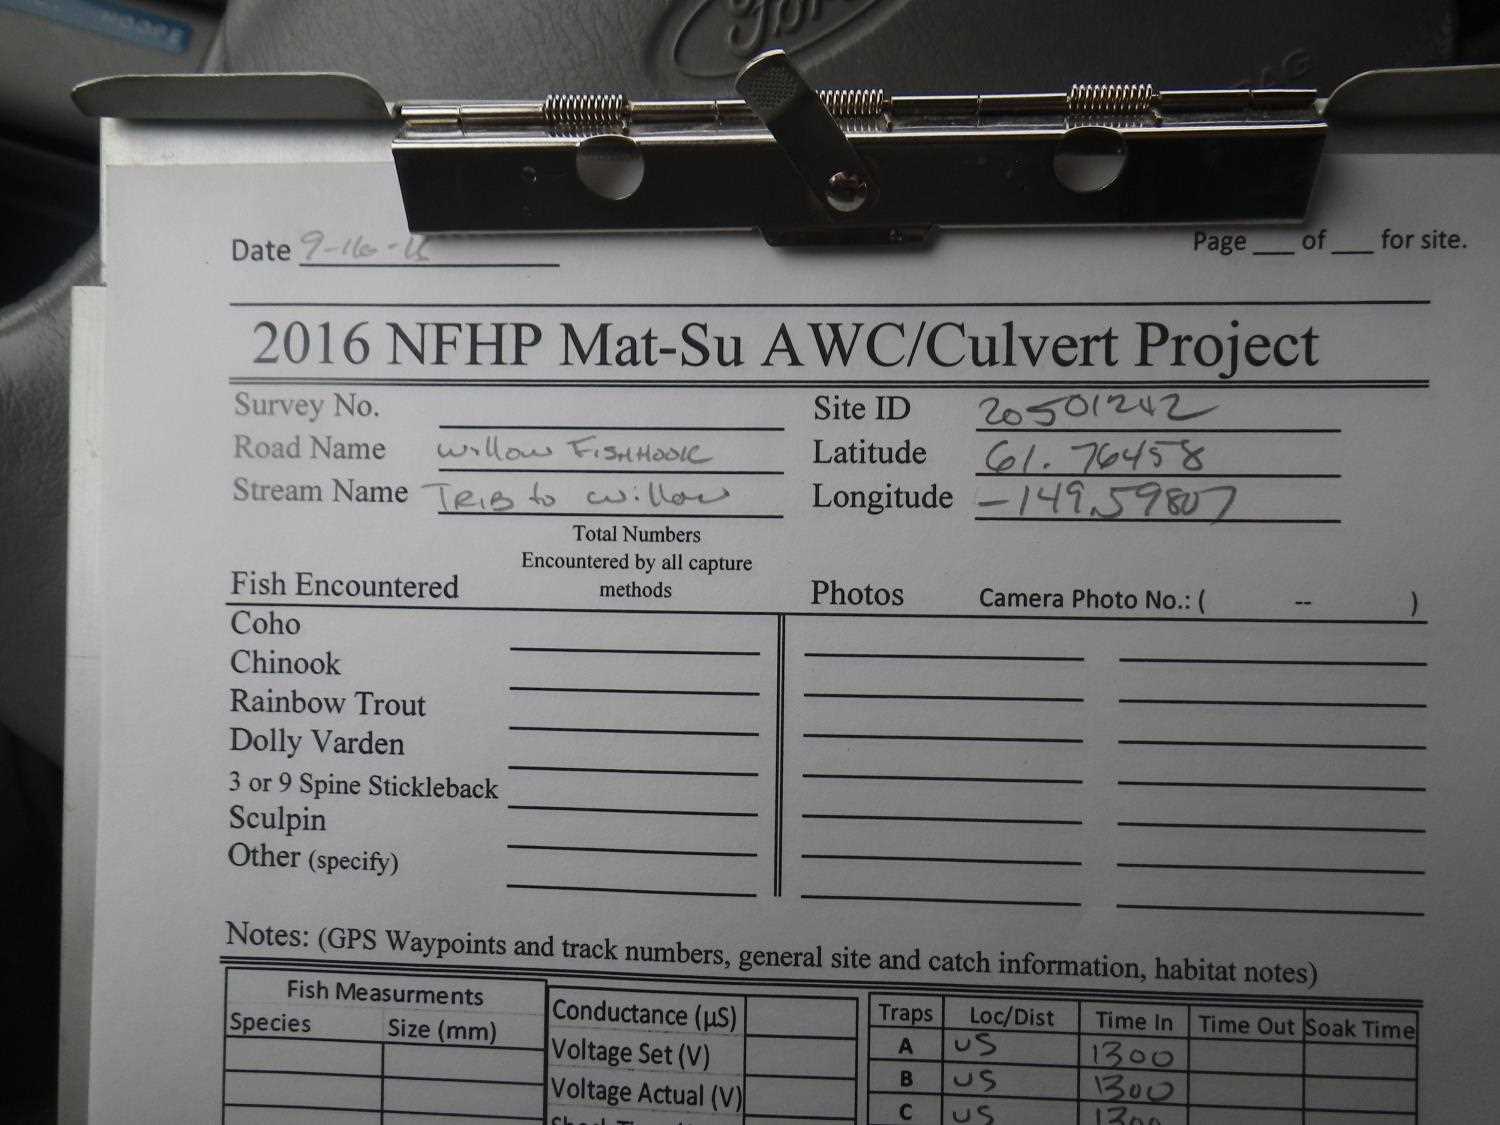 Ford
Date 9-16-16 Page ___ of ___ for site.
2016 NFHP Mat-Su AWC/Culvert Project
Survey No. Site ID 20501242
Road Name Willow FISHHOOK Latitude 61.76458
Stream Name TRIB to Willow Longitude -149.59807
Total Numbers
Encountered by all capture
methods
Fish Encountered Photos Camera Photo No.: ( -- )
Coho
Chinook
Rainbow Trout
Dolly Varden
3 or 9 Spine Stickleback
Sculpin
Other (specify)
Notes: (GPS Waypoints and track numbers, general site and catch information, habitat notes)
Fish Measurments Conductance (µS) Traps Loc/Dist Time In Time Out Soak Time
Species Size (mm) Voltage Set (V) A US 1300
Voltage Actual (V) B US 1300
C US 1300